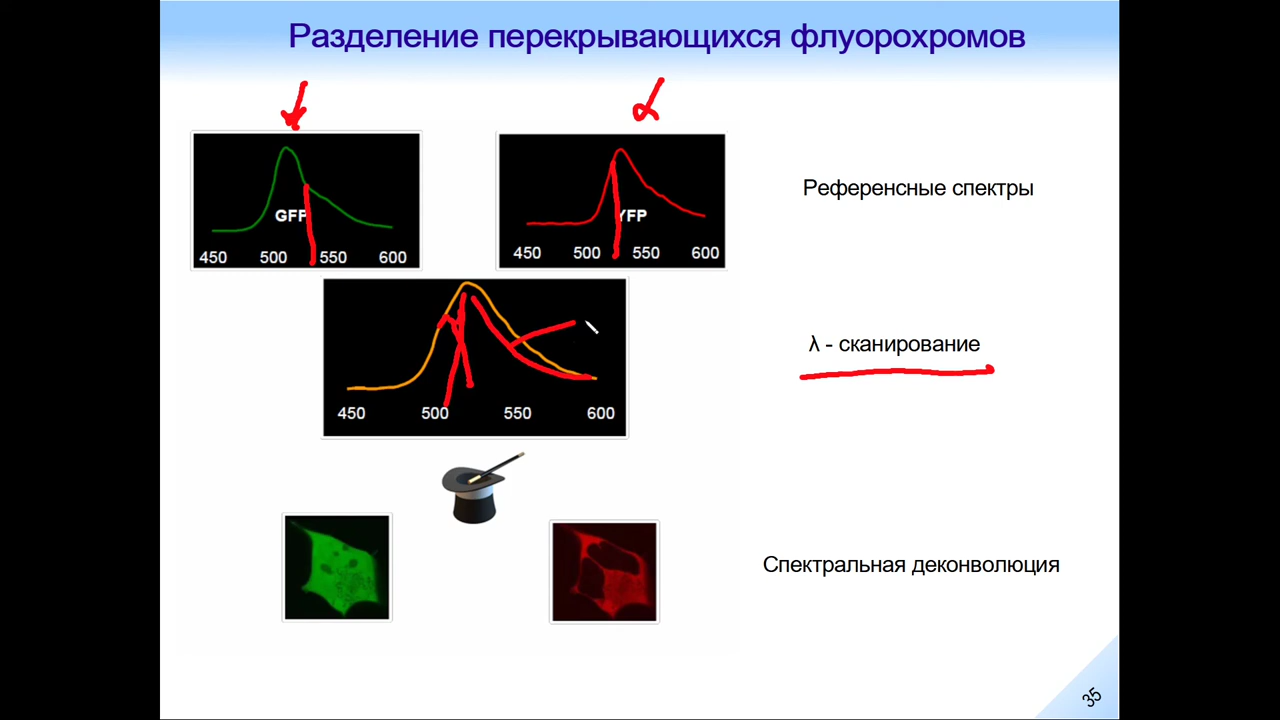 Разделение перекрывающихся флуорохромов
GFP
450 500 550 600
YFP
450 500 550 600
Референсные спектры
450 500 550 600
λ - сканирование
Спектральная деконволюция
35